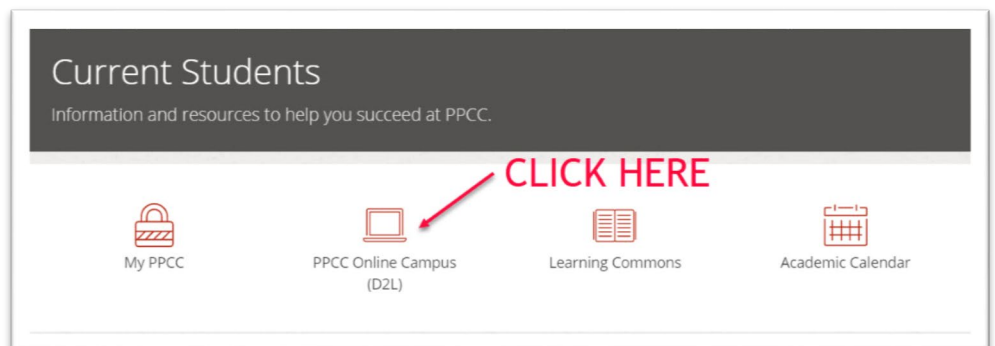 Current Students
Information and resources to help you succeed at PPCC.
CLICK HERE
My PPCC
PPCC Online Campus
(D2L)
Learning Commons
Academic Calendar